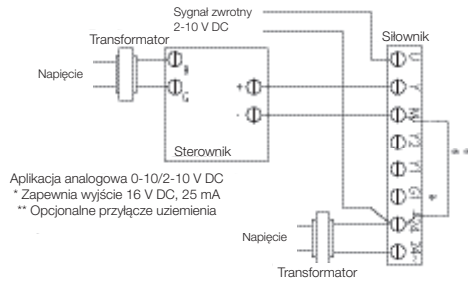 Sygnał zwrotny
2-10 V DC
Transformator
Siłownik
Napięcie
+
-
Sterownik
U
Y
M
Y2
Y1
G1
24~
Aplikacja analogowa 0-10/2-10 V DC
* Zapewnia wyjście 16 V DC, 25 mA
** Opcjonalne przyłącze uziemienia
Napięcie
Transformator